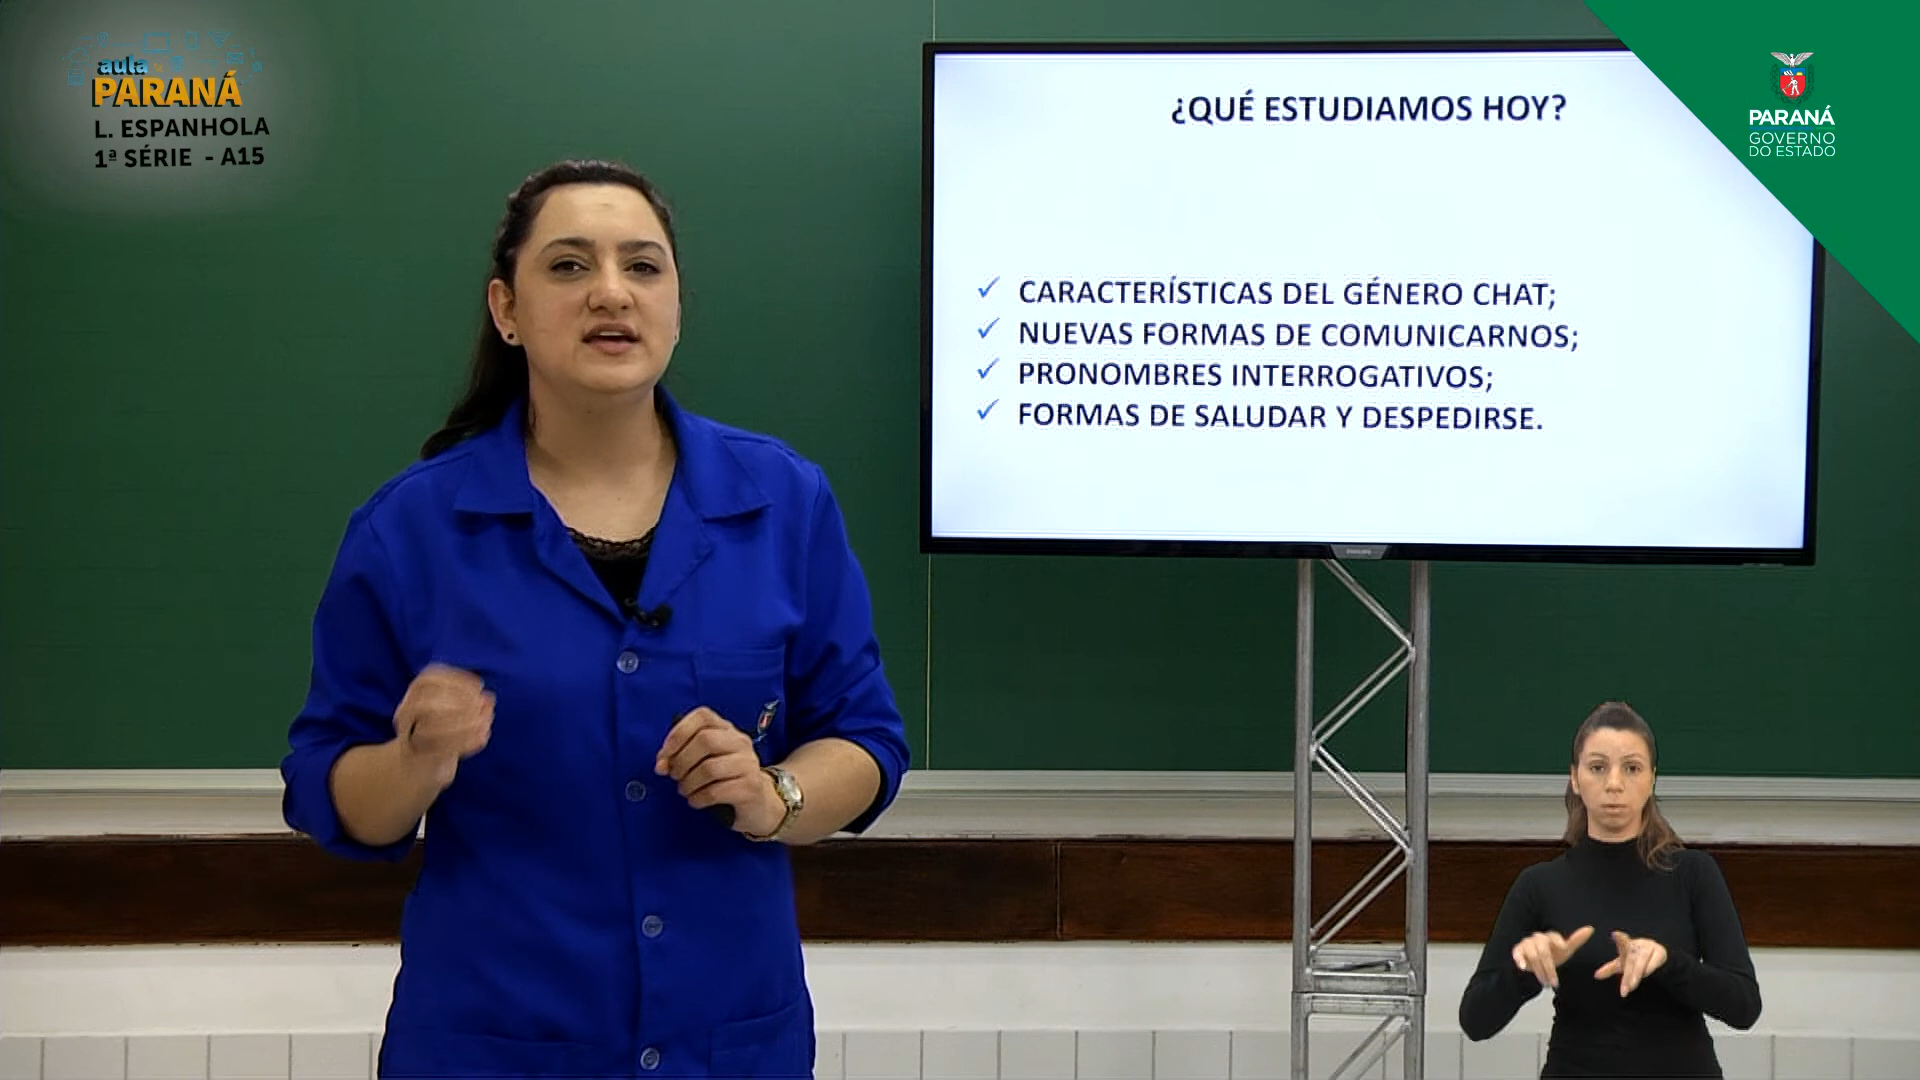 aula
PARANÁ
L. ESPANHOLA
1ª SÉRIE - A15
¿QUÉ ESTUDIAMOS HOY?
✓ CARACTERÍSTICAS DEL GÉNERO CHAT;
✓ NUEVAS FORMAS DE COMUNICARNOS;
✓ PRONOMBRES INTERROGATIVOS;
✓ FORMAS DE SALUDAR Y DESPEDIRSE.
PHILIPS
PARANÁ
GOVERNO
DO ESTADO